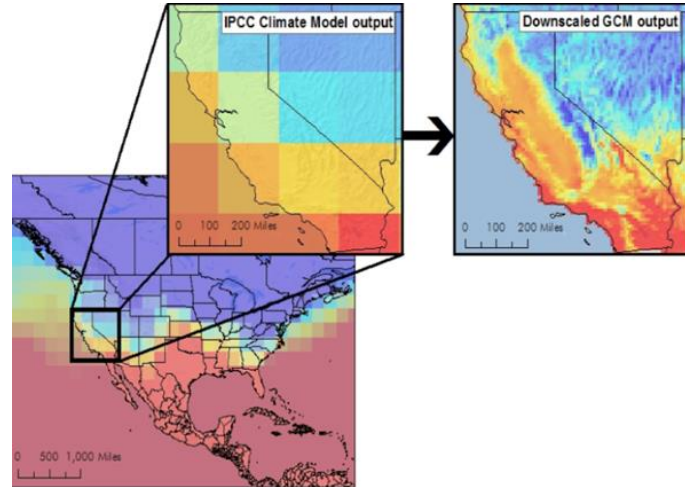 IPCC Climate Model output
Downscaled GCM output
0 100 200 Miles
0 100 200 Miles
0 500 1,000 Miles